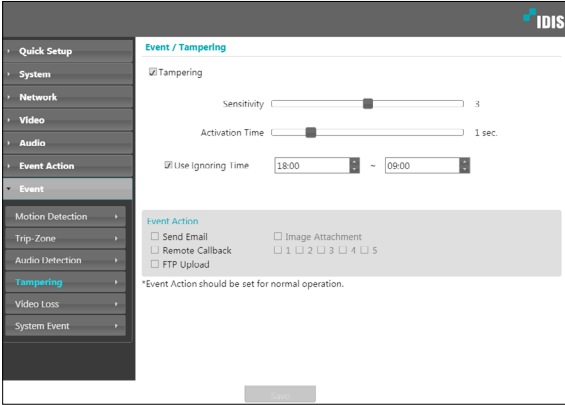 IDIS
Quick Setup
System
Network
Video
Audio
Event Action
Event
Motion Detection
Trip-Zone
Audio Detection
Tampering
Video Loss
System Event
Event / Tampering
Tampering
Sensitivity 3
Activation Time 1 sec.
Use Ignoring Time 18:00 ~ 09:00
Event Action
Send Email Image Attachment
Remote Callback 1 2 3 4 5
FTP Upload
*Event Action should be set for normal operation.
Save